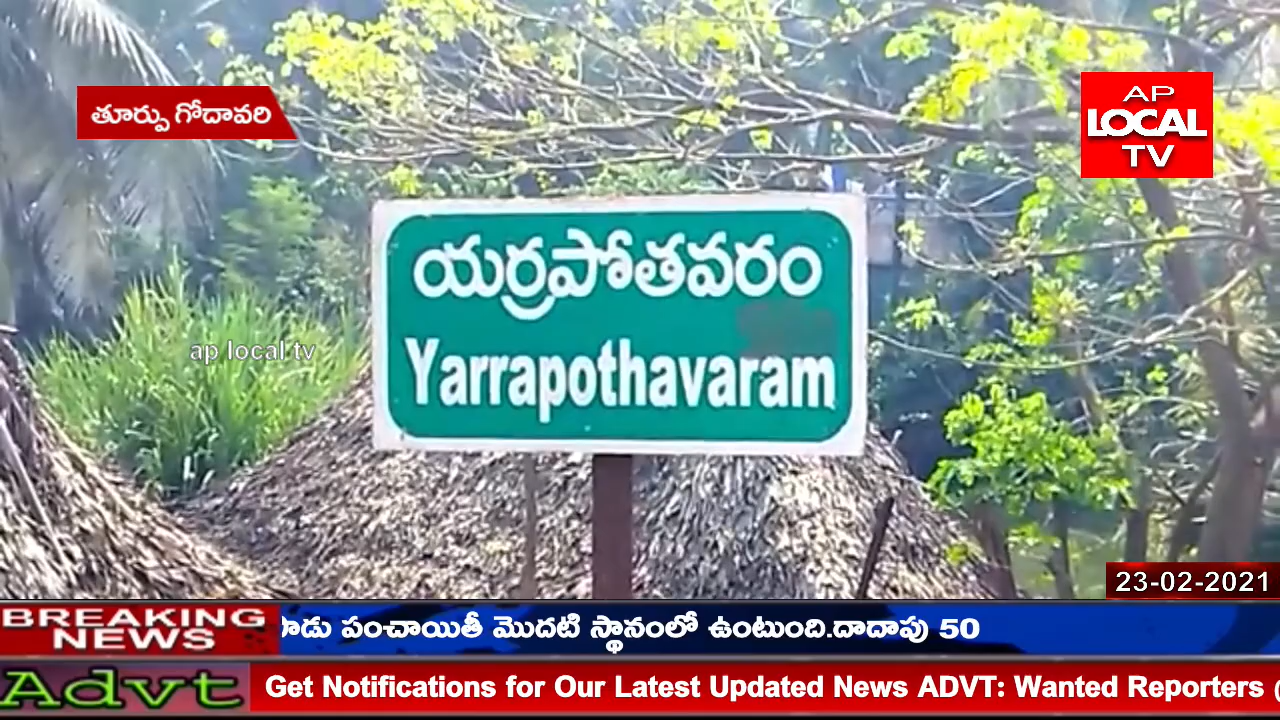 తూర్పు గోదావరి
AP
LOCAL
TV
యర్రపోతవరం
Yarrapothavaram
ap local tv
23-02-2021
BREAKING
NEWS
పంచాయితీ మొదటి స్థానంలో ఉంటుంది.దాదాపు 50
Advt
Get Notifications for Our Latest Updated News ADVT: Wanted Reporters (